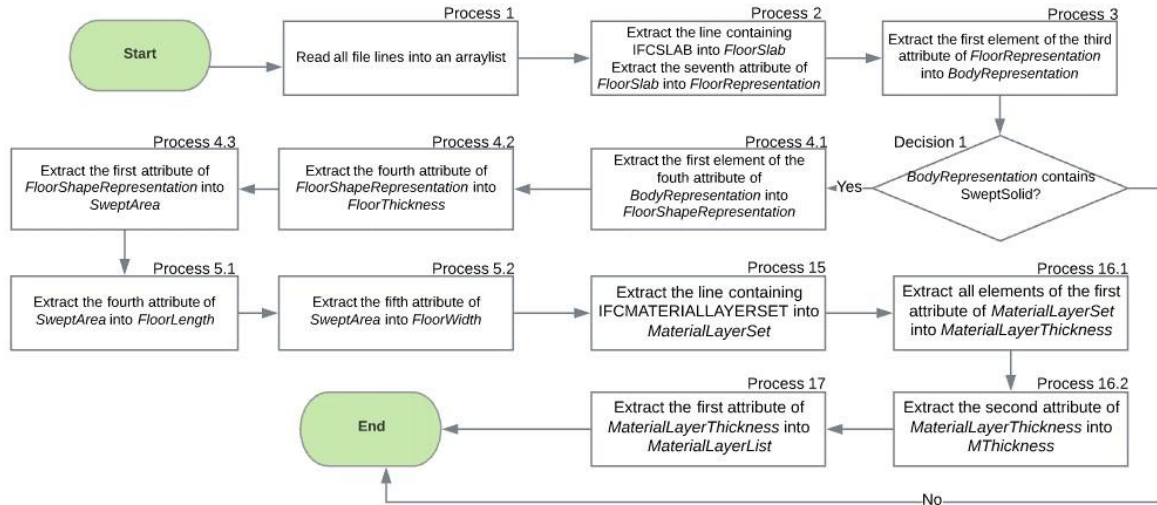 Process 1
Process 2
Process 3
Start
Read all file lines into an arraylist
Extract the line containing
IFCSLAB into FloorSlab
Extract the seventh attribute of
FloorSlab into FloorRepresentation
Extract the first element of the third
attribute of FloorRepresentation
into BodyRepresentation
Process 4.3
Process 4.2
Process 4.1
Decision 1
Extract the first attribute of
FloorShapeRepresentation into
SweptArea
Extract the fourth attribute of
FloorShapeRepresentation into
FloorThickness
Extract the first element of the
fouth attribute of
BodyRepresentation into
FloorShapeRepresentation
Yes
BodyRepresentation contains
SweptSolid?
Process 5.1
Process 5.2
Process 15
Process 16.1
Extract the fourth attribute of
SweptArea into FloorLength
Extract the fifth attribute of
SweptArea into FloorWidth
Extract the line containing
IFCMATERIALLAYERSET into
MaterialLayerSet
Extract all elements of the first
attribute of MaterialLayerSet
into MaterialLayerThickness
Process 17
Process 16.2
End
Extract the first attribute of
MaterialLayerThickness into
MaterialLayerList
Extract the second attribute of
MaterialLayerThickness into
MThickness
No